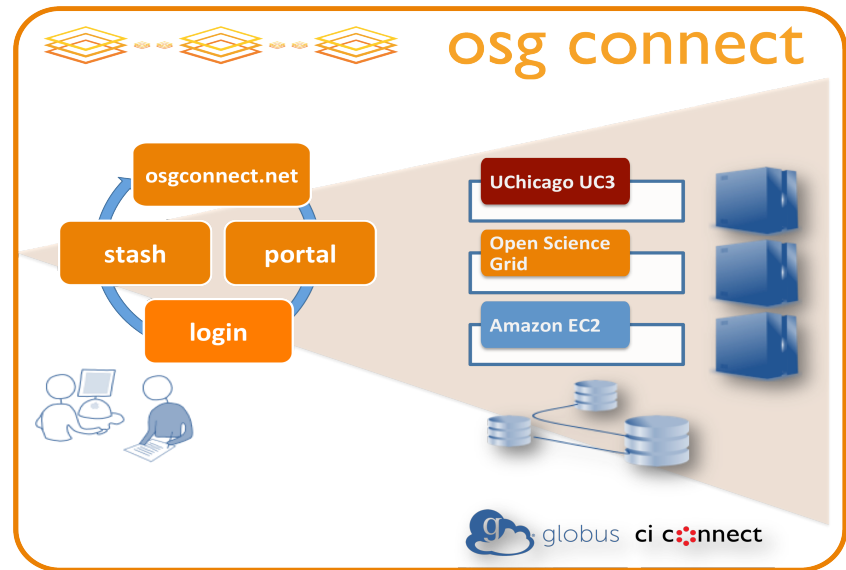 osg connect
osgconnect.net
stash
portal
login
UChicago UC3
Open Science
Grid
Amazon EC2
g globus
ci connect